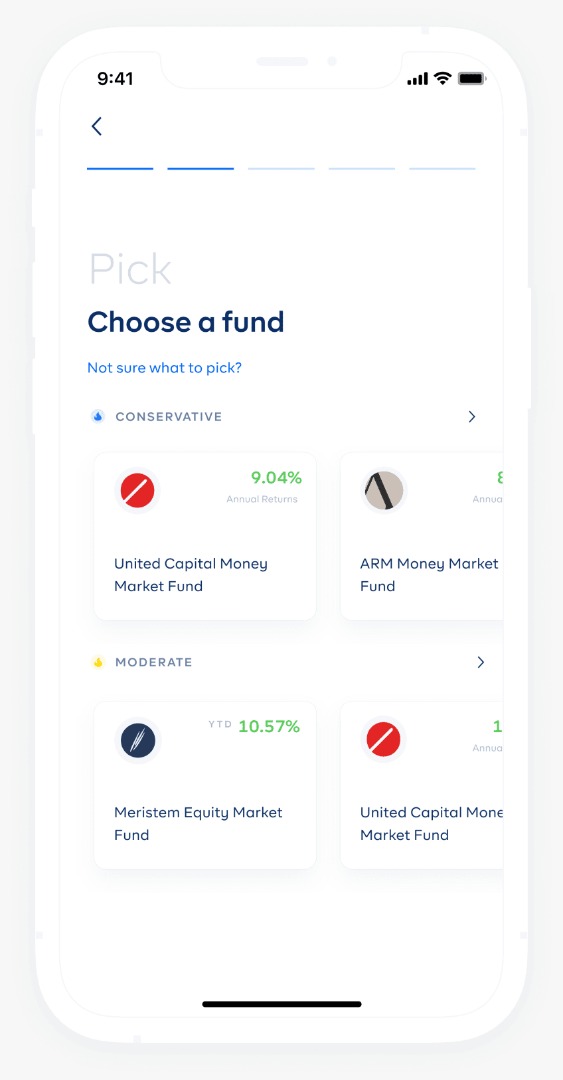 9:41
Pick
Choose a fund
Not sure what to pick?
CONSERVATIVE
9.04%
Annual Returns
United Capital Money
Market Fund
8
Annua
ARM Money Market
Fund
MODERATE
YTD 10.57%
Meristem Equity Market
Fund
1
Annua
United Capital Mone
Market Fund